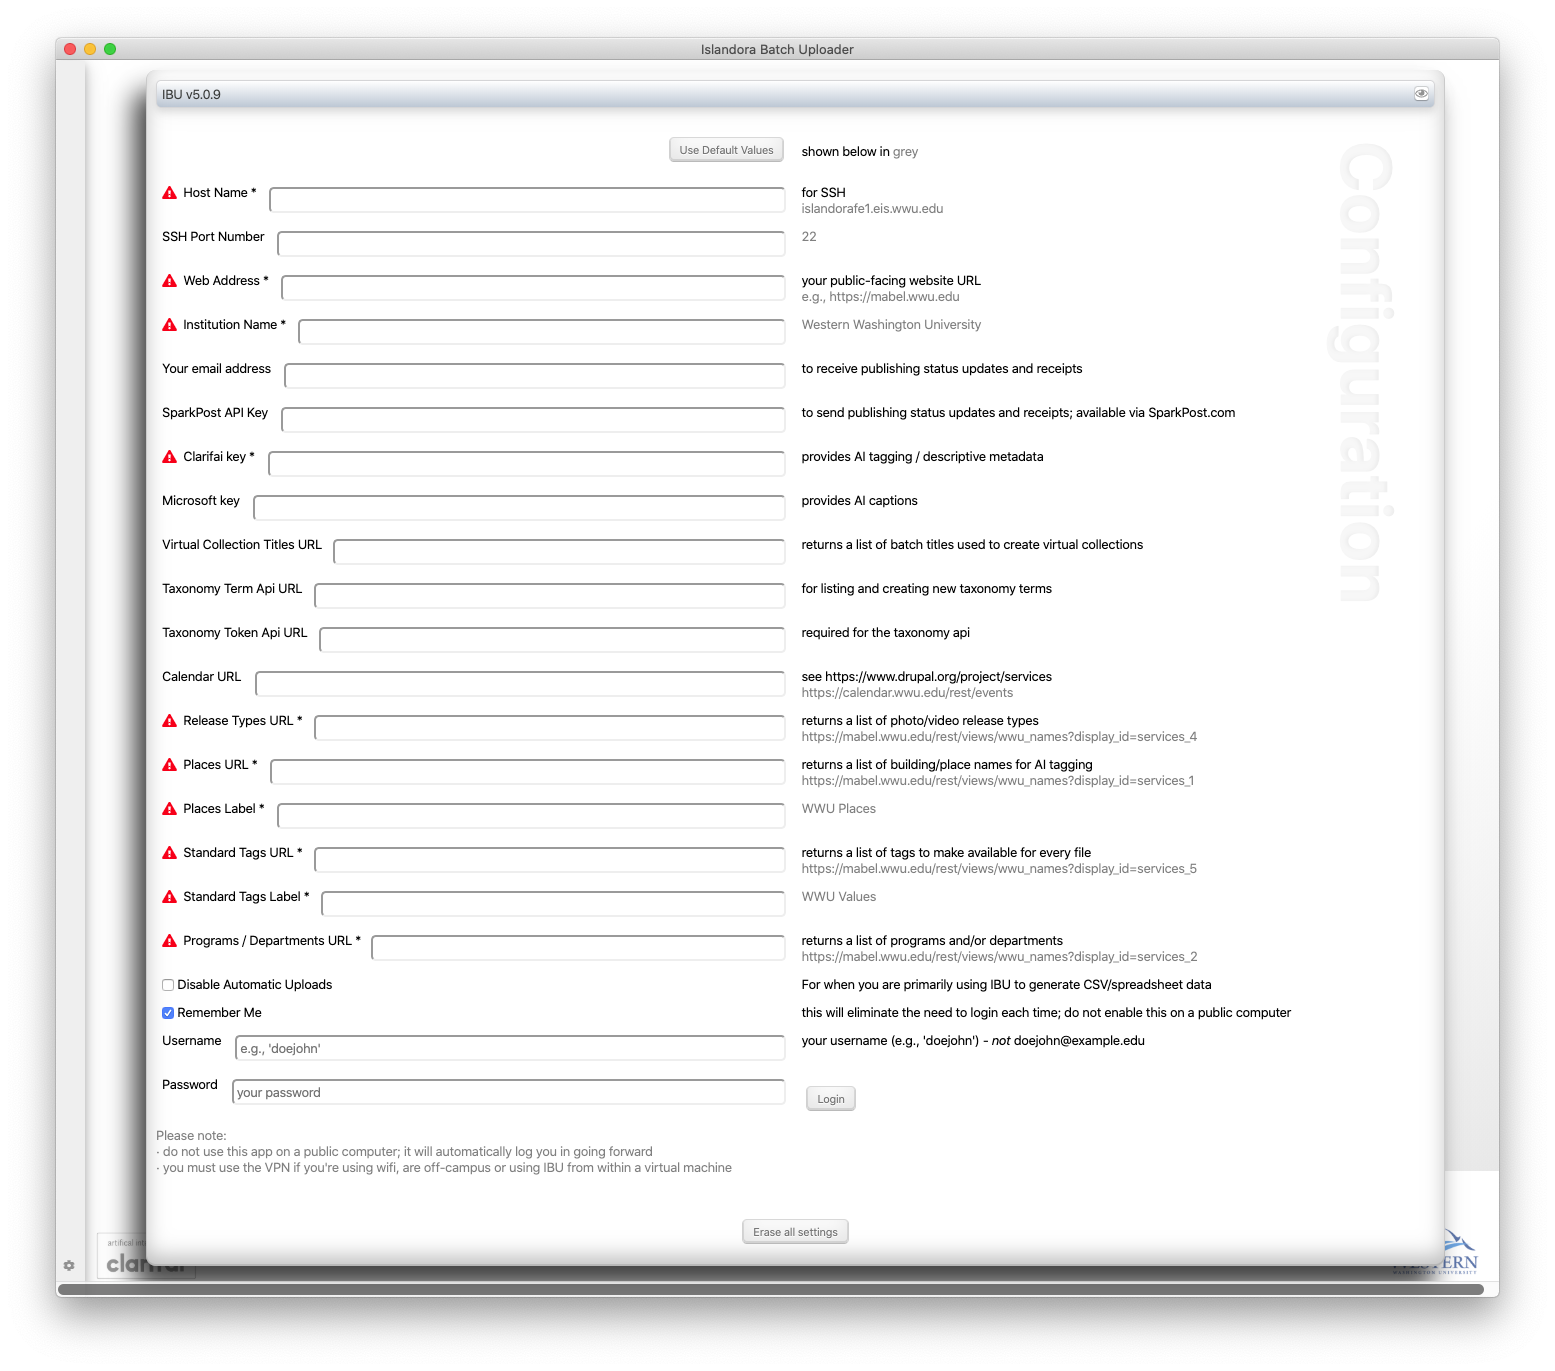 Islandora Batch Uploader
IBU v5.0.9
Configuration
Use Default Values shown below in grey
Host Name * for SSH
islandorafe1.eis.wwu.edu
SSH Port Number 22
Web Address * your public-facing website URL
e.g., https://mabel.wwu.edu
Institution Name * Western Washington University
Your email address to receive publishing status updates and receipts
SparkPost API Key to send publishing status updates and receipts; available via SparkPost.com
Clarifai key * provides AI tagging / descriptive metadata
Microsoft key provides AI captions
Virtual Collection Titles URL returns a list of batch titles used to create virtual collections
Taxonomy Term Api URL for listing and creating new taxonomy terms
Taxonomy Token Api URL required for the taxonomy api
Calendar URL see https://www.drupal.org/project/services
https://calendar.wwu.edu/rest/events
Release Types URL * returns a list of photo/video release types
https://mabel.wwu.edu/rest/views/wwu_names?display_id=services_4
Places URL * returns a list of building/place names for AI tagging
https://mabel.wwu.edu/rest/views/wwu_names?display_id=services_1
Places Label * WWU Places
Standard Tags URL * returns a list of tags to make available for every file
https://mabel.wwu.edu/rest/views/wwu_names?display_id=services_5
Standard Tags Label * WWU Values
Programs / Departments URL * returns a list of programs and/or departments
https://mabel.wwu.edu/rest/views/wwu_names?display_id=services_2
Disable Automatic Uploads For when you are primarily using IBU to generate CSV/spreadsheet data
Remember Me this will eliminate the need to login each time; do not enable this on a public computer
Username e.g., 'doejohn' your username (e.g., 'doejohn') - not doejohn@example.edu
Password your password Login
Please note:
· do not use this app on a public computer; it will automatically log you in going forward
· you must use the VPN if you're using wifi, are off-campus or using IBU from within a virtual machine
Erase all settings